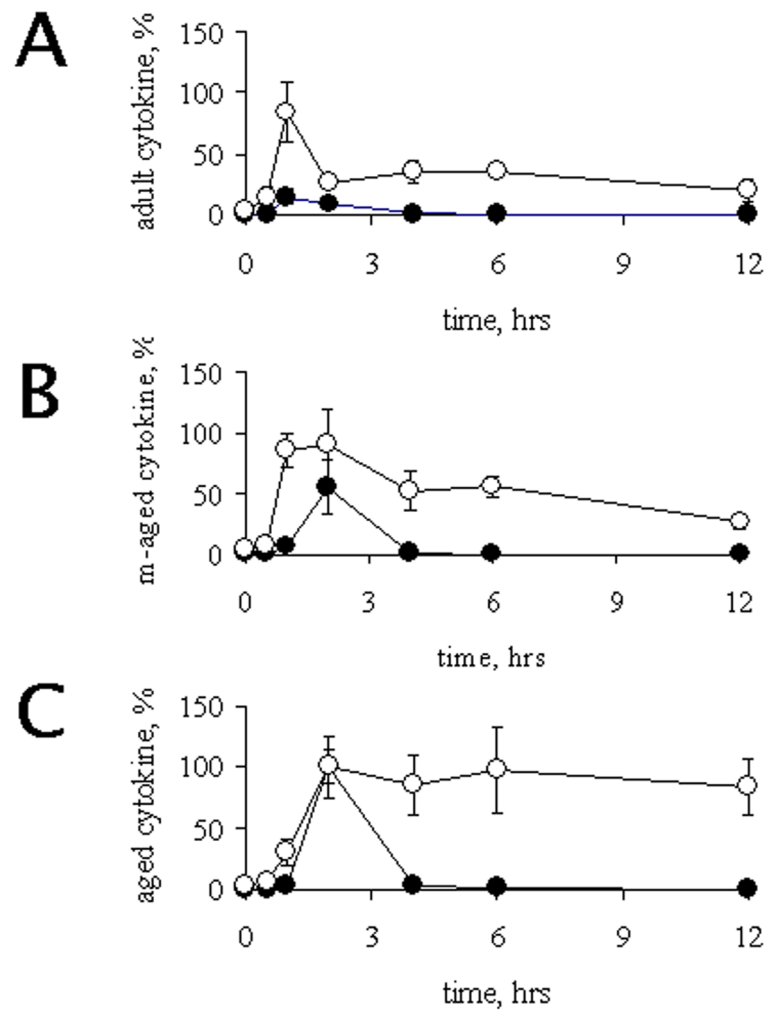 A
adult cytokine, %
150
100
50
0
0 3 6 9 12
time, hrs
B
m-aged cytokine, %
150
100
50
0
0 3 6 9 12
time, hrs
C
aged cytokine, %
150
100
50
0
0 3 6 9 12
time, hrs